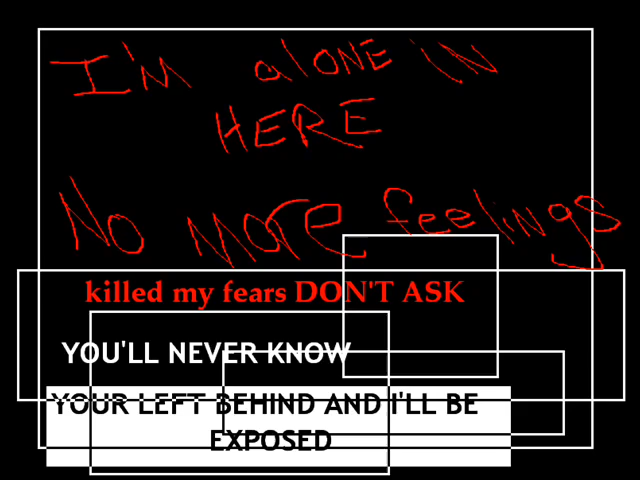 I'M alONE iN
HERE
No MORE feeliNgs
killed my fears DON'T ASK
YOU'LL NEVER KNOW
YOUR LEFT BEHIND AND I'LL BE
EXPOSED